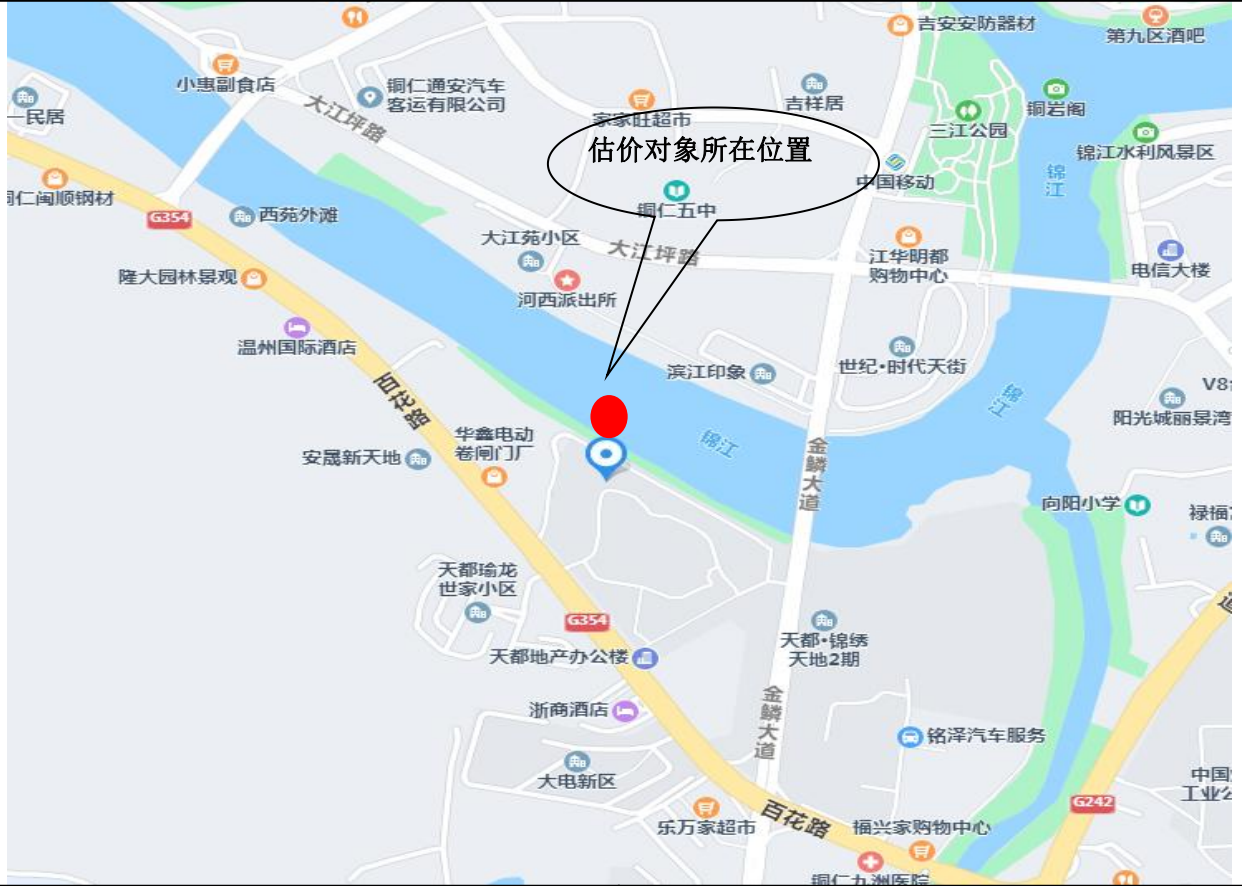 吉安安防器材
第九区酒吧
小惠副食店
铜仁通安汽车
客运有限公司
吉祥居
铜岩阁
一民居
大江坪路
家家旺超市
三江公园
估价对象所在位置
锦江水利风景区
中国移动
锦江
铜仁五中
G354
西苑外滩
大江苑小区
大江坪路
江华明都
购物中心
电信大楼
隆大园林景观
河西派出所
温州国际酒店
滨江印象
世纪·时代天街
百花路
锦江
V8
阳光城丽景湾
华鑫电动
卷闸门厂
锦江
金鳞大道
安晟新天地
向阳小学
天都瑜龙
世家小区
G354
天都·锦绣
天地2期
天都地产办公楼
金鳞大道
浙商酒店
铭泽汽车服务
大电新区
中国
G242
乐万家超市
百花路
福兴家购物中心
铜仁九洲医院